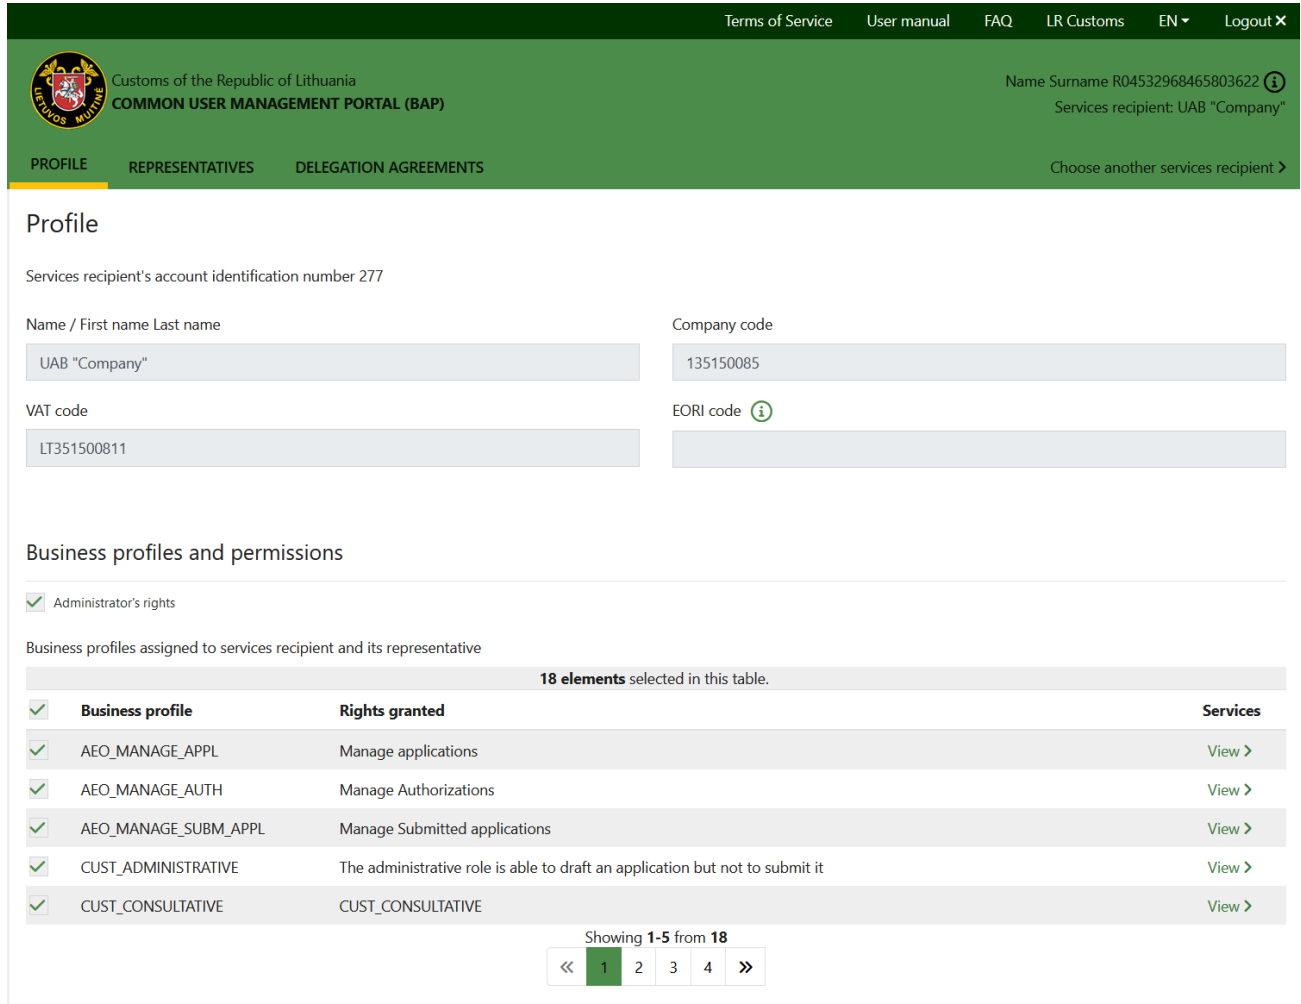 Terms of Service User manual FAQ LR Customs EN Logout
LIETUVOS MUITINĖ
Customs of the Republic of Lithuania
COMMON USER MANAGEMENT PORTAL (BAP)
Name Surname R04532968465803622
Services recipient: UAB "Company"
PROFILE REPRESENTATIVES DELEGATION AGREEMENTS Choose another services recipient
Profile
Services recipient's account identification number 277
Name / First name Last name Company code
UAB "Company" 135150085
VAT code EORI code
LT351500811
Business profiles and permissions
Administrator's rights
Business profiles assigned to services recipient and its representative
18 elements selected in this table.
Business profile Rights granted Services
AEO_MANAGE_APPL Manage applications View
AEO_MANAGE_AUTH Manage Authorizations View
AEO_MANAGE_SUBM_APPL Manage Submitted applications View
CUST_ADMINISTRATIVE The administrative role is able to draft an application but not to submit it View
CUST_CONSULTATIVE CUST_CONSULTATIVE View
Showing 1-5 from 18
« 1 2 3 4 »